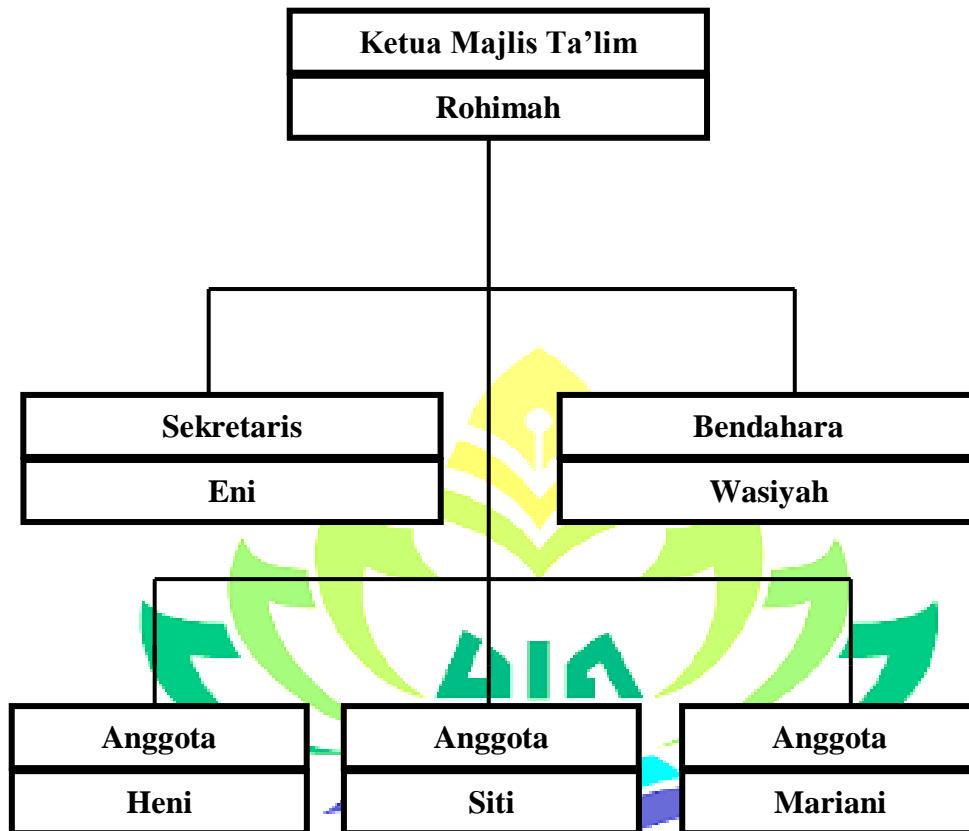 Ketua Majlis Ta’lim
Rohimah
Sekretaris
Eni
Bendahara
Wasiyah
Anggota
Heni
Anggota
Siti
Anggota
Mariani